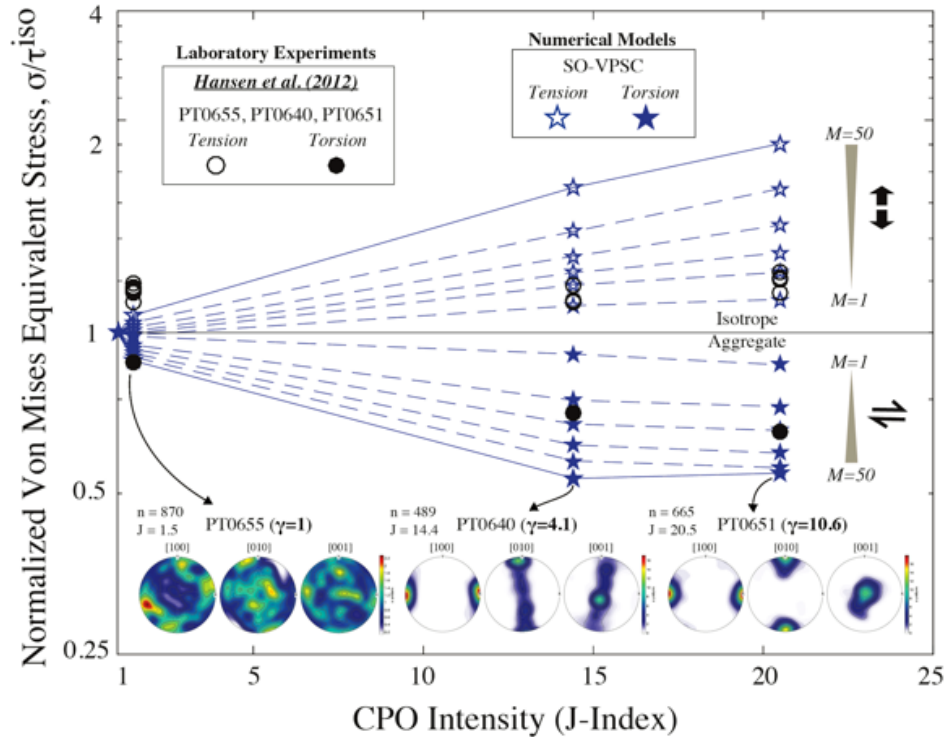 Normalized Von Mises Equivalent Stress, σ/τ^iso
4
2
1
0.5
0.25
Laboratory Experiments
Hansen et al. (2012)
PT0655, PT0640, PT0651
Tension Torsion
Numerical Models
SO-VPSC
Tension Torsion
M=50
M=1
Isotrope
Aggregate
M=1
M=50
n = 870
J = 1.5
PT0655 (γ=1)
[100] [010] [001]
n = 489
J = 14.4
PT0640 (γ=4.1)
[100] [010] [001]
n = 665
J = 20.5
PT0651 (γ=10.6)
[100] [010] [001]
1 5 10 15 20 25
CPO Intensity (J-Index)